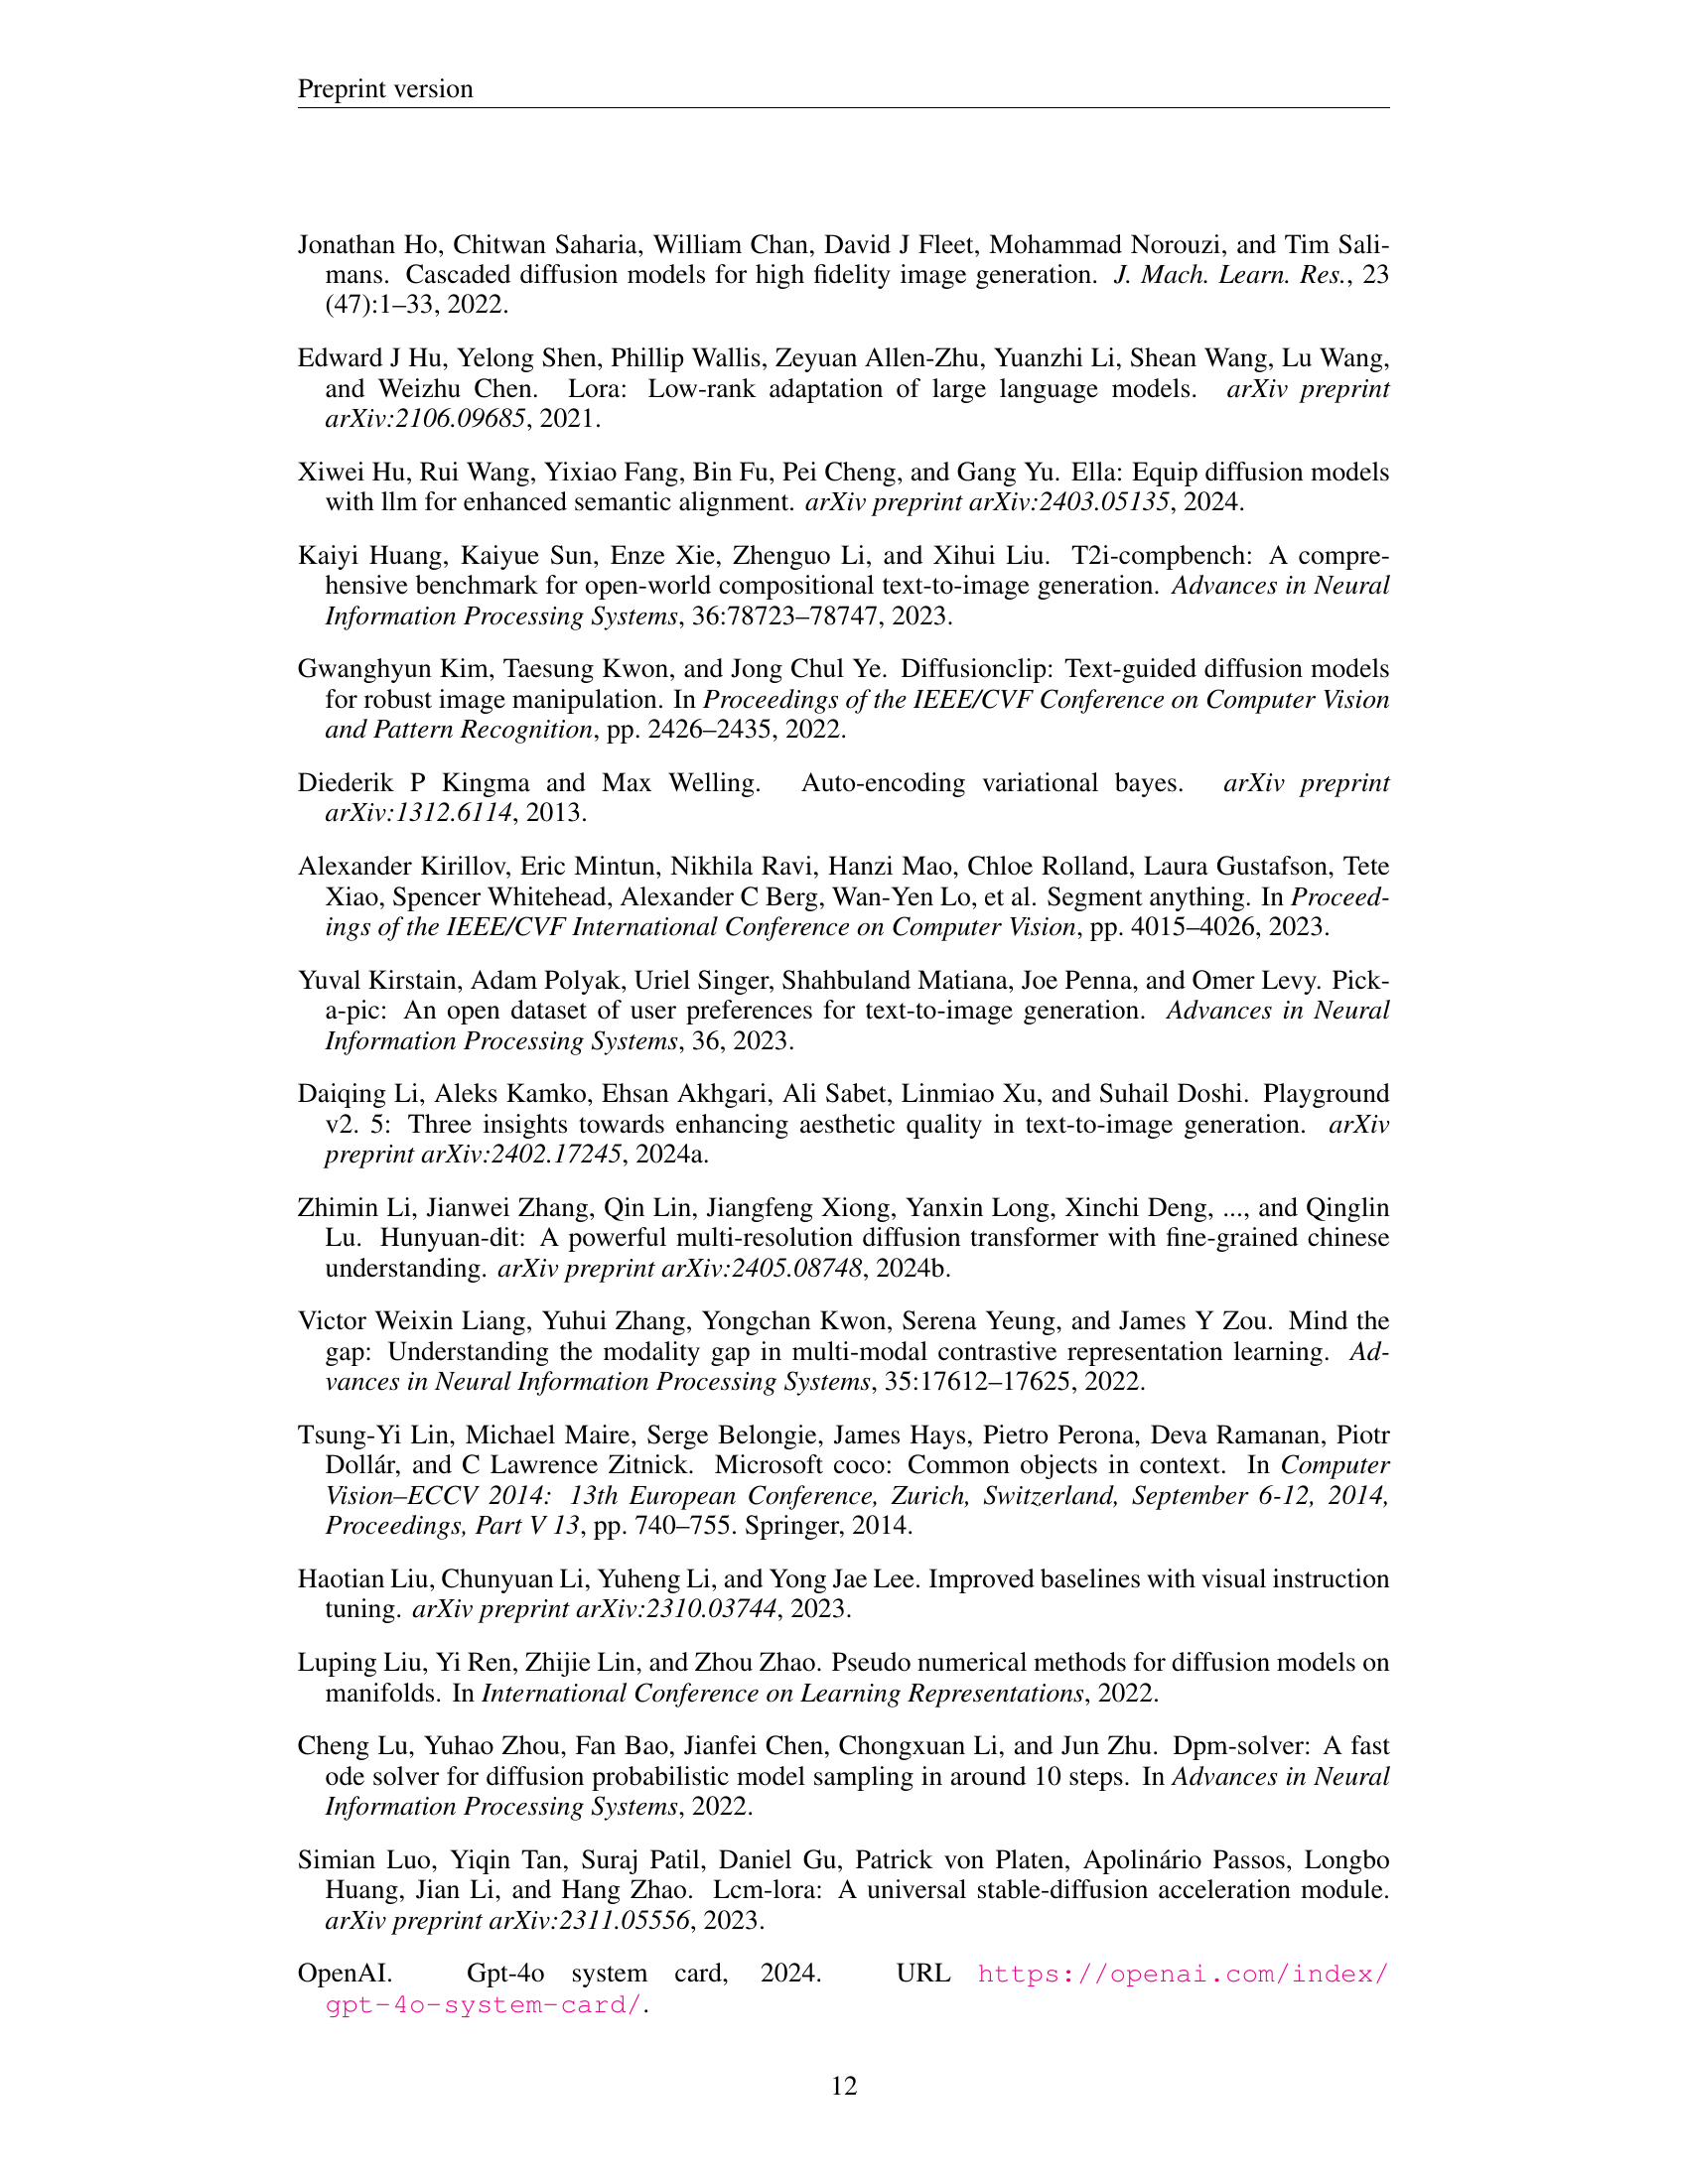 Preprint version
Jonathan Ho, Chitwan Saharia, William Chan, David J Fleet, Mohammad Norouzi, and Tim Sali-
mans. Cascaded diffusion models for high fidelity image generation. J. Mach. Learn. Res., 23
(47):1–33, 2022.
Edward J Hu, Yelong Shen, Phillip Wallis, Zeyuan Allen-Zhu, Yuanzhi Li, Shean Wang, Lu Wang,
and Weizhu Chen. Lora: Low-rank adaptation of large language models. arXiv preprint
arXiv:2106.09685, 2021.
Xiwei Hu, Rui Wang, Yixiao Fang, Bin Fu, Pei Cheng, and Gang Yu. Ella: Equip diffusion models
with llm for enhanced semantic alignment. arXiv preprint arXiv:2403.05135, 2024.
Kaiyi Huang, Kaiyue Sun, Enze Xie, Zhenguo Li, and Xihui Liu. T2i-compbench: A compre-
hensive benchmark for open-world compositional text-to-image generation. Advances in Neural
Information Processing Systems, 36:78723–78747, 2023.
Gwanghyun Kim, Taesung Kwon, and Jong Chul Ye. Diffusionclip: Text-guided diffusion models
for robust image manipulation. In Proceedings of the IEEE/CVF Conference on Computer Vision
and Pattern Recognition, pp. 2426–2435, 2022.
Diederik P Kingma and Max Welling. Auto-encoding variational bayes. arXiv preprint
arXiv:1312.6114, 2013.
Alexander Kirillov, Eric Mintun, Nikhila Ravi, Hanzi Mao, Chloe Rolland, Laura Gustafson, Tete
Xiao, Spencer Whitehead, Alexander C Berg, Wan-Yen Lo, et al. Segment anything. In Proceed-
ings of the IEEE/CVF International Conference on Computer Vision, pp. 4015–4026, 2023.
Yuval Kirstain, Adam Polyak, Uriel Singer, Shahbuland Matiana, Joe Penna, and Omer Levy. Pick-
a-pic: An open dataset of user preferences for text-to-image generation. Advances in Neural
Information Processing Systems, 36, 2023.
Daiqing Li, Aleks Kamko, Ehsan Akhgari, Ali Sabet, Linmiao Xu, and Suhail Doshi. Playground
v2. 5: Three insights towards enhancing aesthetic quality in text-to-image generation. arXiv
preprint arXiv:2402.17245, 2024a.
Zhimin Li, Jianwei Zhang, Qin Lin, Jiangfeng Xiong, Yanxin Long, Xinchi Deng, ..., and Qinglin
Lu. Hunyuan-dit: A powerful multi-resolution diffusion transformer with fine-grained chinese
understanding. arXiv preprint arXiv:2405.08748, 2024b.
Victor Weixin Liang, Yuhui Zhang, Yongchan Kwon, Serena Yeung, and James Y Zou. Mind the
gap: Understanding the modality gap in multi-modal contrastive representation learning. Ad-
vances in Neural Information Processing Systems, 35:17612–17625, 2022.
Tsung-Yi Lin, Michael Maire, Serge Belongie, James Hays, Pietro Perona, Deva Ramanan, Piotr
Dollár, and C Lawrence Zitnick. Microsoft coco: Common objects in context. In Computer
Vision–ECCV 2014: 13th European Conference, Zurich, Switzerland, September 6-12, 2014,
Proceedings, Part V 13, pp. 740–755. Springer, 2014.
Haotian Liu, Chunyuan Li, Yuheng Li, and Yong Jae Lee. Improved baselines with visual instruction
tuning. arXiv preprint arXiv:2310.03744, 2023.
Luping Liu, Yi Ren, Zhijie Lin, and Zhou Zhao. Pseudo numerical methods for diffusion models on
manifolds. In International Conference on Learning Representations, 2022.
Cheng Lu, Yuhao Zhou, Fan Bao, Jianfei Chen, Chongxuan Li, and Jun Zhu. Dpm-solver: A fast
ode solver for diffusion probabilistic model sampling in around 10 steps. In Advances in Neural
Information Processing Systems, 2022.
Simian Luo, Yiqin Tan, Suraj Patil, Daniel Gu, Patrick von Platen, Apolinário Passos, Longbo
Huang, Jian Li, and Hang Zhao. Lcm-lora: A universal stable-diffusion acceleration module.
arXiv preprint arXiv:2311.05556, 2023.
OpenAI. Gpt-4o system card, 2024. URL https://openai.com/index/
gpt-4o-system-card/.
12